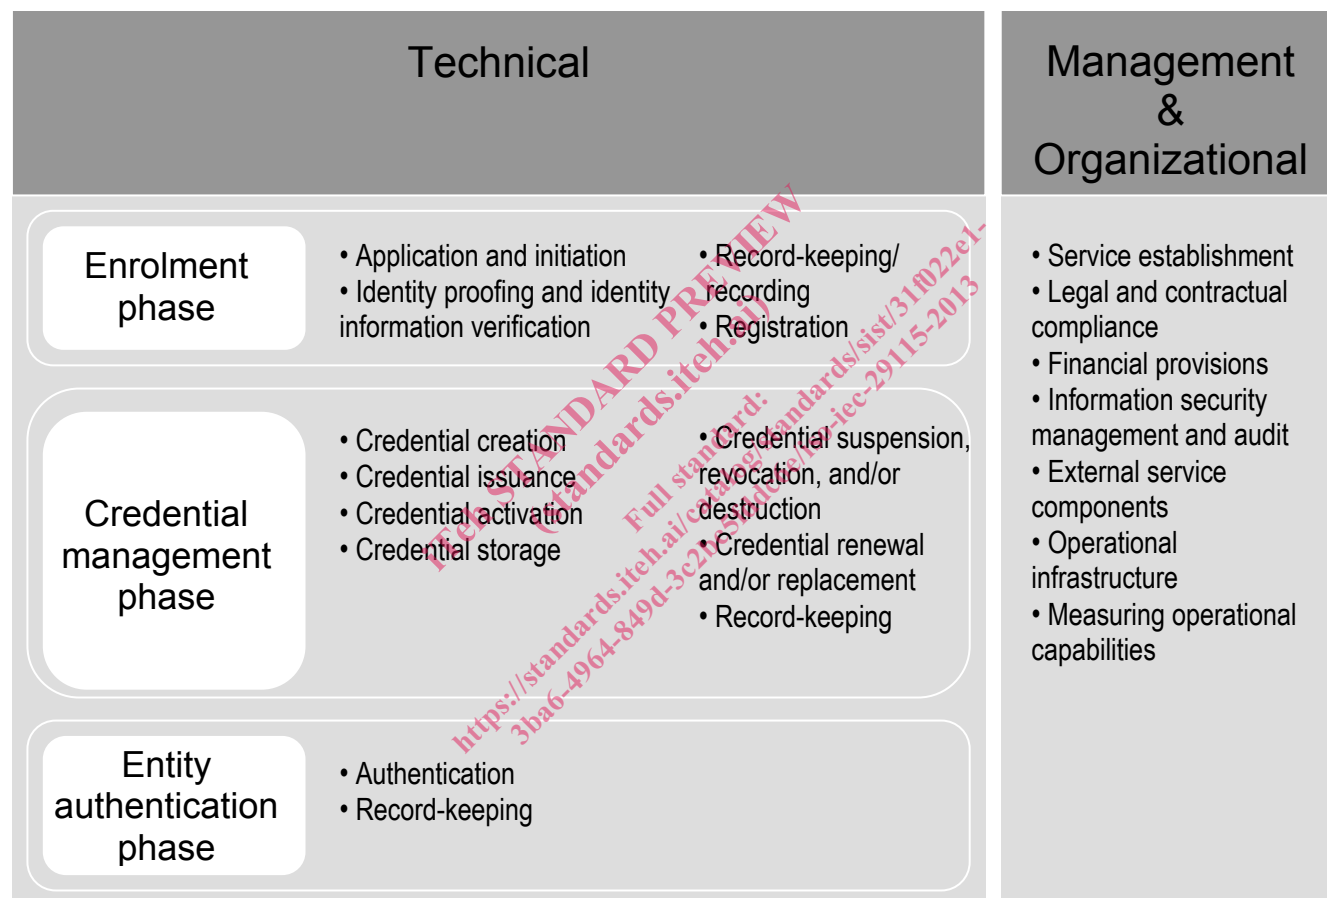 Technical
Management
&
Organizational
Enrolment
phase
• Application and initiation
• Identity proofing and identity
information verification
• Record-keeping/
recording
• Registration
Credential
management
phase
• Credential creation
• Credential issuance
• Credential activation
• Credential storage
• Credential suspension,
revocation, and/or
destruction
• Credential renewal
and/or replacement
• Record-keeping
Entity
authentication
phase
• Authentication
• Record-keeping
• Service establishment
• Legal and contractual
compliance
• Financial provisions
• Information security
management and audit
• External service
components
• Operational
infrastructure
• Measuring operational
capabilities
iTeh STANDARD PREVIEW
(standards.iteh.ai)
Full standard: